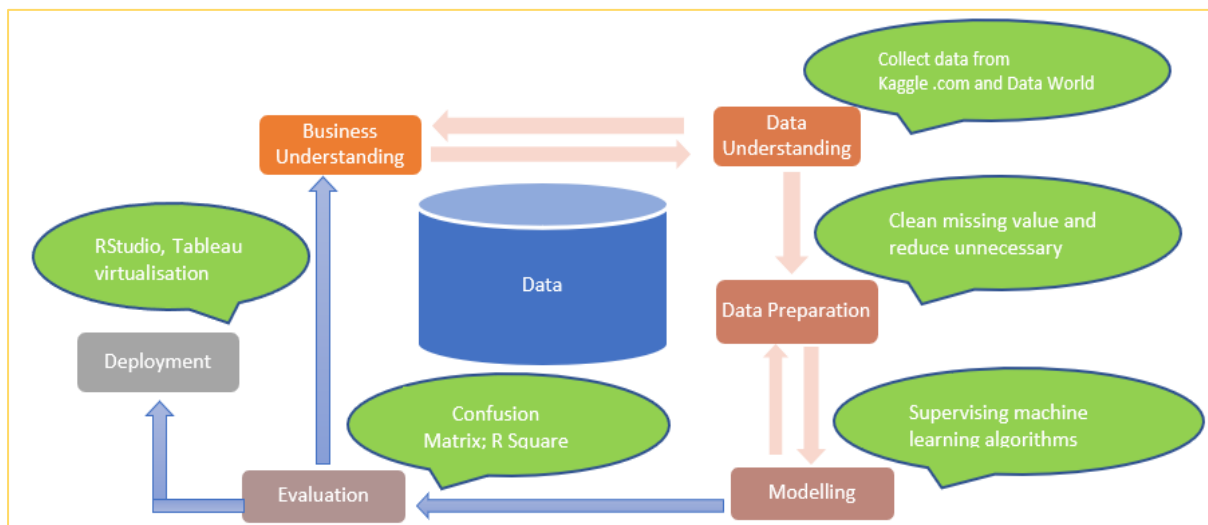 Collect data from
Kaggle .com and Data World
Business
Understanding
Data
Understanding
RStudio, Tableau
virtualisation
Clean missing value and
reduce unnecessary
Data
Data Preparation
Deployment
Confusion
Matrix; R Square
Supervising machine
learning algorithms
Evaluation
Modelling